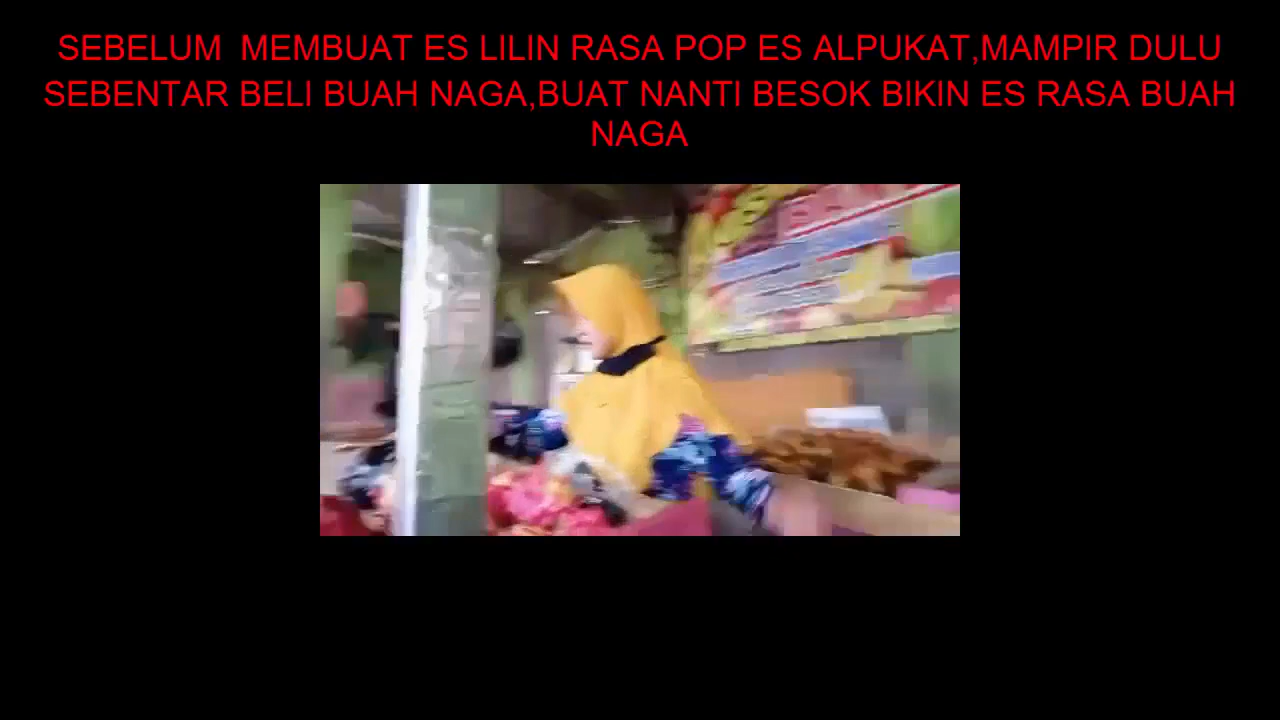 SEBELUM  MEMBUAT ES LILIN RASA POP ES ALPUKAT,MAMPIR DULU
SEBENTAR BELI BUAH NAGA,BUAT NANTI BESOK BIKIN ES RASA BUAH
NAGA